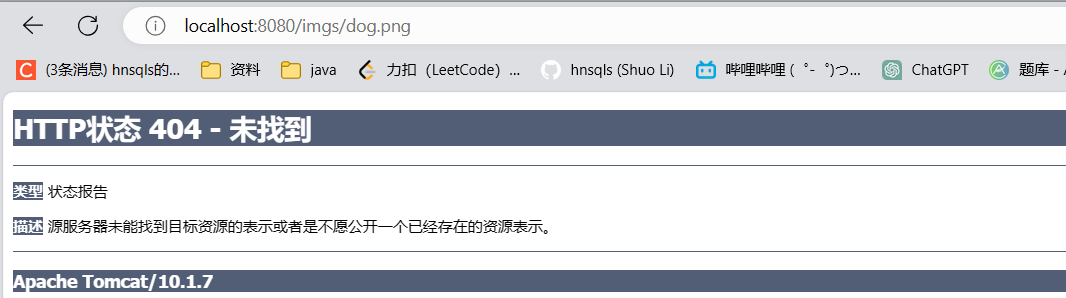 localhost:8080/imgs/dog.png
(3条消息) hnsqls的... 资料 java 力扣（LeetCode）... hnsqls (Shuo Li) 哔哩哔哩 (゜-゜)つ... ChatGPT 题库 - A
HTTP状态 404 - 未找到
类型 状态报告
描述 源服务器未能找到目标资源的表示或者是不愿公开一个已经存在的资源表示。
Apache Tomcat/10.1.7